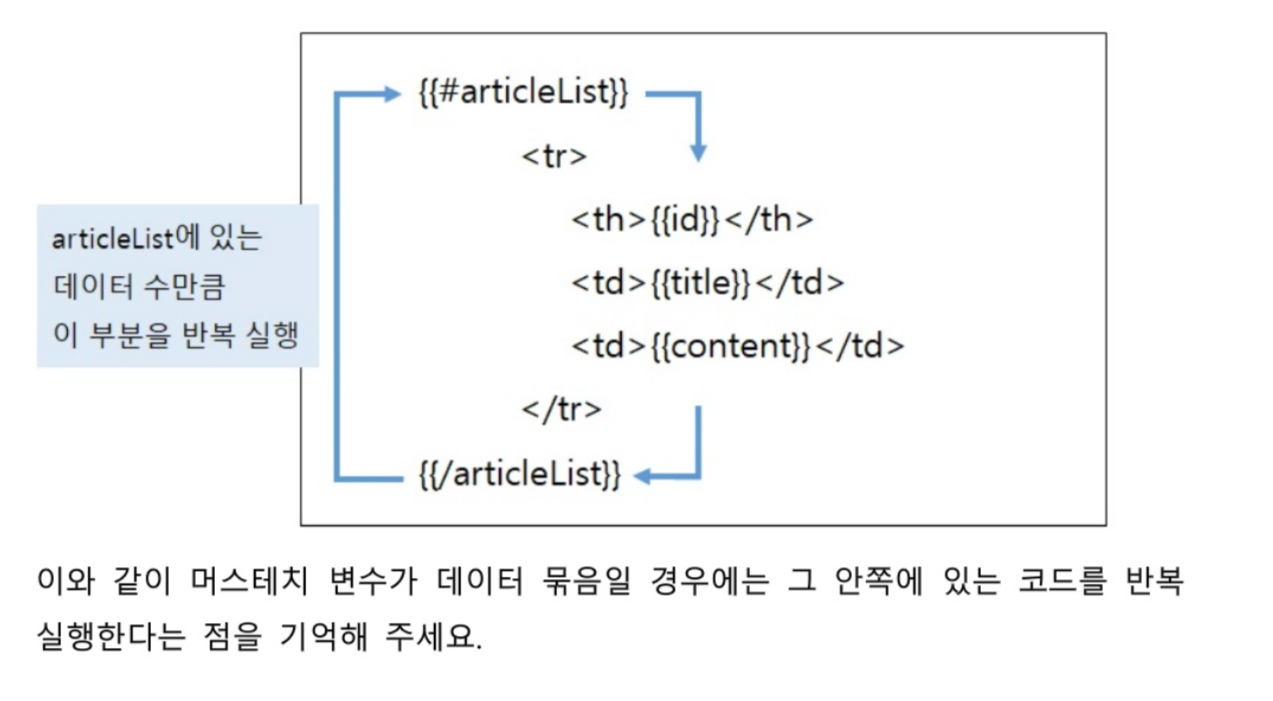 {{#articleList}}
<tr>
<th>{{id}}</th>
<td>{{title}}</td>
<td>{{content}}</td>
</tr>
{{/articleList}}
articleList에 있는
데이터 수만큼
이 부분을 반복 실행
이와 같이 머스테치 변수가 데이터 묶음일 경우에는 그 안쪽에 있는 코드를 반복
실행한다는 점을 기억해 주세요.